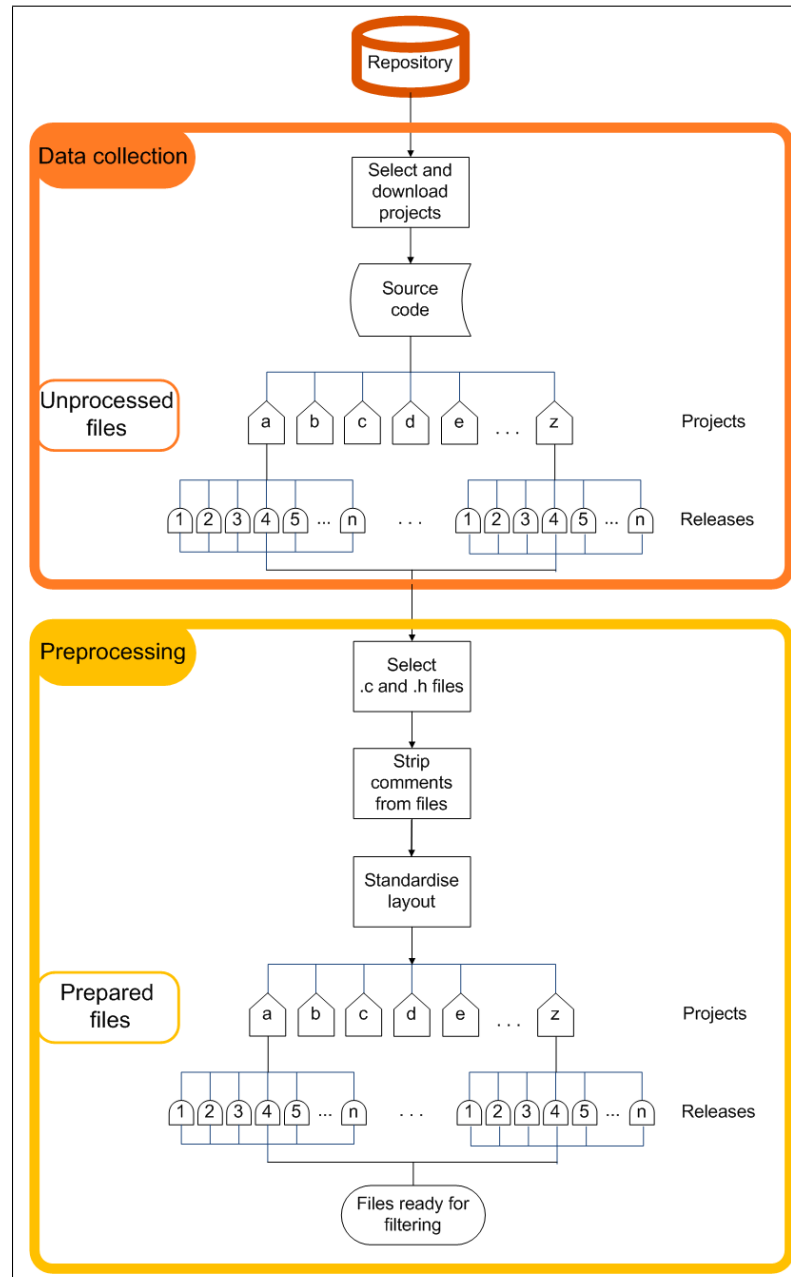 Repository
Data collection
Select and
download
projects
Source
code
Unprocessed
files
a b c d e . . . z Projects
1 2 3 4 5 ... n . . . 1 2 3 4 5 ... n Releases
Preprocessing
Select
.c and .h files
Strip
comments
from files
Standardise
layout
Prepared
files
a b c d e . . . z Projects
1 2 3 4 5 ... n . . . 1 2 3 4 5 ... n Releases
Files ready for
filtering